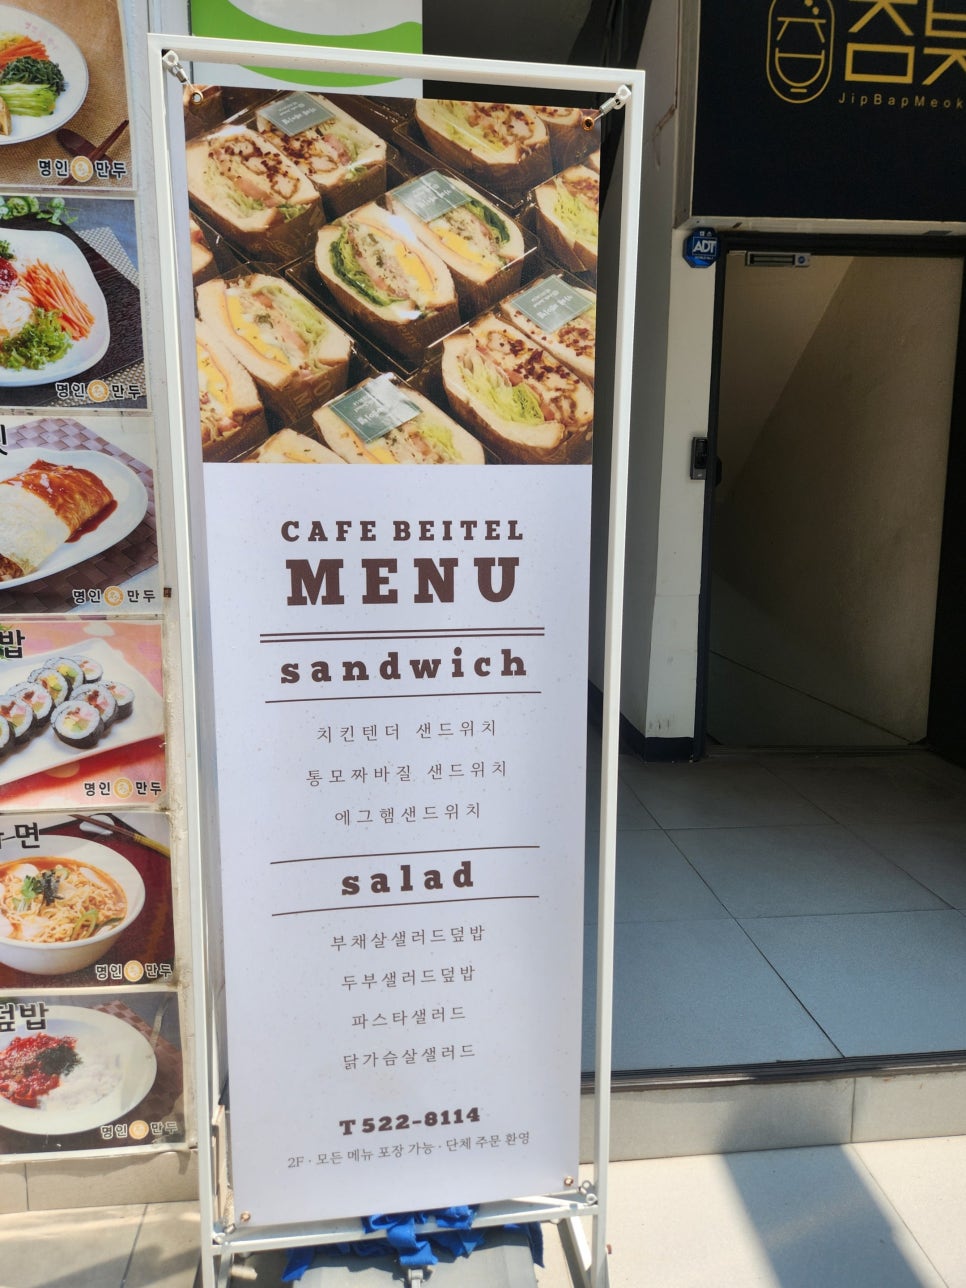 CAFE BEITEL
MENU
sandwich
치킨텐더 샌드위치
통모짜바질 샌드위치
에그햄샌드위치
salad
부채살샐러드덮밥
두부샐러드덮밥
파스타샐러드
닭가슴살샐러드
T 522-8114
2F · 모든 메뉴 포장 가능 · 단체 주문 환영
명인 만두
명인 만두
명인 만두
밥
명인 만두
면
명인 만두
덮밥
명인 만두
JipBapMeok
ADT